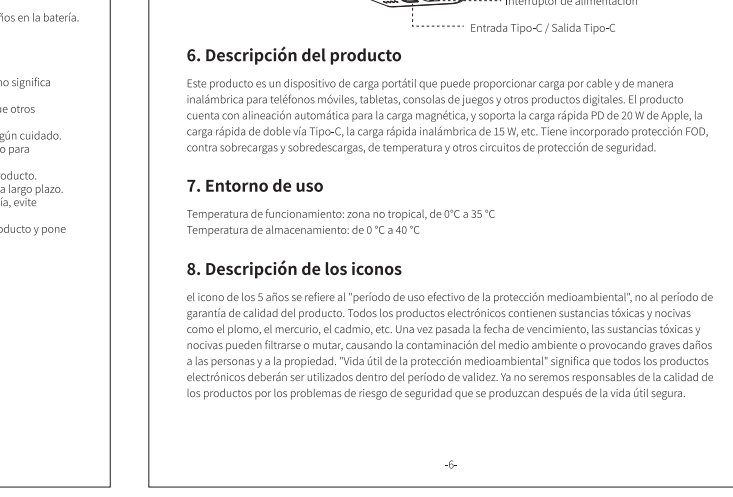 ños en la batería.
no significa
ue otros
gún cuidado.
o para
oducto.
a largo plazo.
ía, evite
oducto y pone
Interruptor de alimentación
Entrada Tipo-C / Salida Tipo-C
6. Descripción del producto
Este producto es un dispositivo de carga portátil que puede proporcionar carga por cable y de manera
inalámbrica para teléfonos móviles, tabletas, consolas de juegos y otros productos digitales. El producto
cuenta con alineación automática para la carga magnética, y soporta la carga rápida PD de 20 W de Apple, la
carga rápida de doble vía Tipo-C, la carga rápida inalámbrica de 15 W, etc. Tiene incorporado protección FOD,
contra sobrecargas y sobredescargas, de temperatura y otros circuitos de protección de seguridad.
7. Entorno de uso
Temperatura de funcionamiento: zona no tropical, de 0°C a 35 °C
Temperatura de almacenamiento: de 0 °C a 40 °C
8. Descripción de los iconos
el icono de los 5 años se refiere al "período de uso efectivo de la protección medioambiental", no al período de
garantía de calidad del producto. Todos los productos electrónicos contienen sustancias tóxicas y nocivas
como el plomo, el mercurio, el cadmio, etc. Una vez pasada la fecha de vencimiento, las sustancias tóxicas y
nocivas pueden filtrarse o mutar, causando la contaminación del medio ambiente o provocando graves daños
a las personas y a la propiedad. "Vida útil de la protección medioambiental" significa que todos los productos
electrónicos deberán ser utilizados dentro del período de validez. Ya no seremos responsables de la calidad de
los productos por los problemas de riesgo de seguridad que se produzcan después de la vida útil segura.
-6-